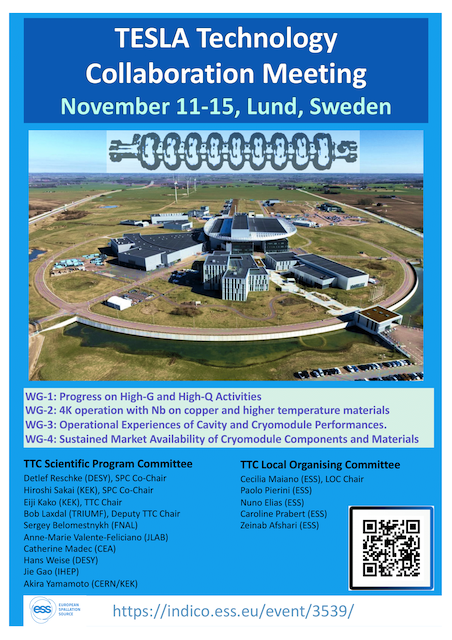 TESLA Technology
Collaboration Meeting
November 11-15, Lund, Sweden
WG-1: Progress on High-G and High-Q Activities
WG-2: 4K operation with Nb on copper and higher temperature materials
WG-3: Operational Experiences of Cavity and Cryomodule Performances.
WG-4: Sustained Market Availability of Cryomodule Components and Materials
TTC Scientific Program Committee
Detlef Reschke (DESY), SPC Co-Chair
Hiroshi Sakai (KEK), SPC Co-Chair
Eiji Kako (KEK), TTC Chair
Bob Laxdal (TRIUMF), Deputy TTC Chair
Sergey Belomestnykh (FNAL)
Anne-Marie Valente-Feliciano (JLAB)
Catherine Madec (CEA)
Hans Weise (DESY)
Jie Gao (IHEP)
Akira Yamamoto (CERN/KEK)
TTC Local Organising Committee
Cecilia Maiano (ESS), LOC Chair
Paolo Pierini (ESS)
Nuno Elias (ESS)
Caroline Prabert (ESS)
Zeinab Afshari (ESS)
ess
EUROPEAN
SPALLATION
SOURCE
https://indico.ess.eu/event/3539/